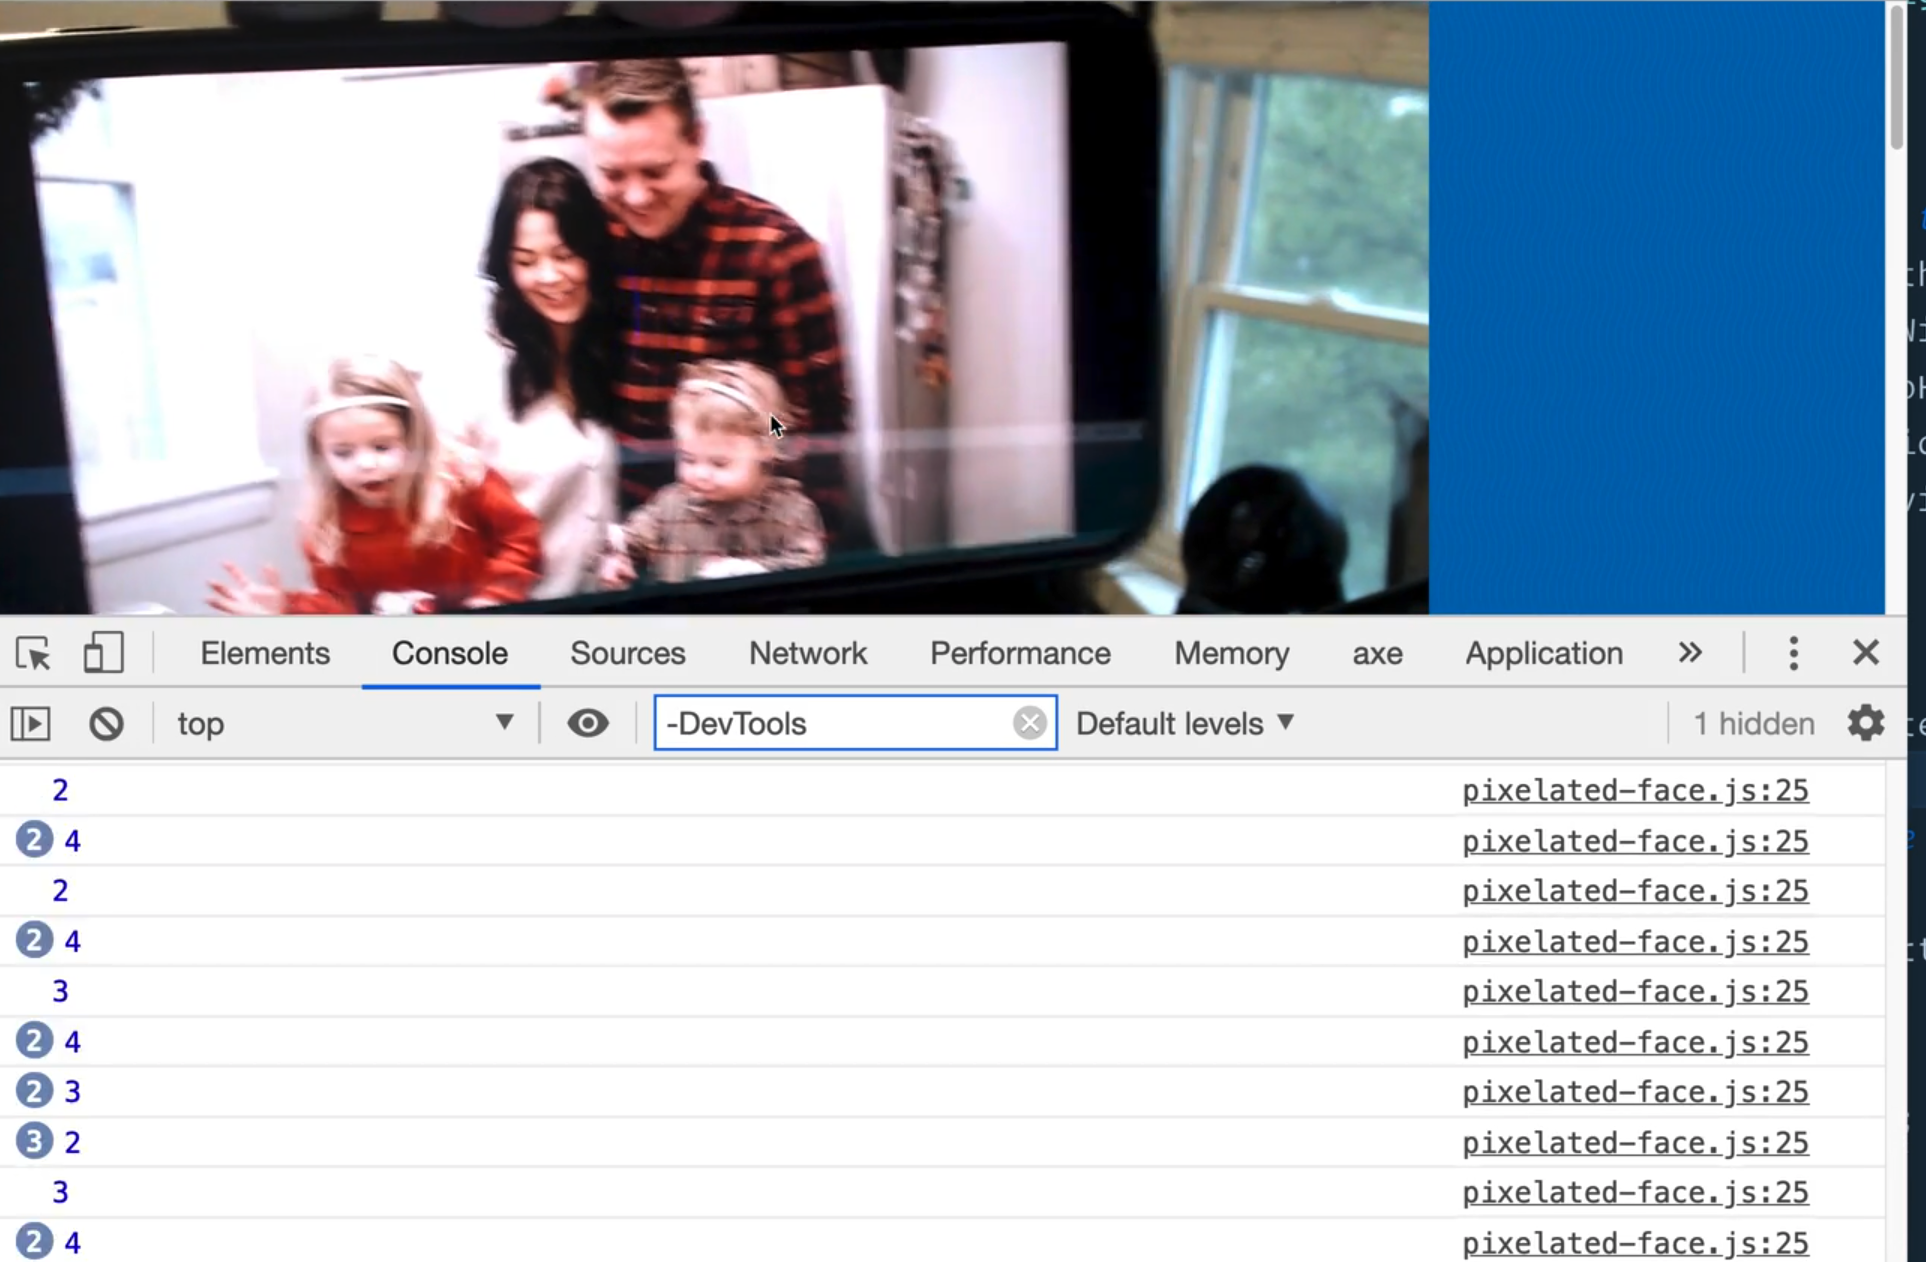 Elements Console Sources Network Performance Memory axe Application »
top ▼ -DevTools Default levels ▼ 1 hidden
2 pixelated-face.js:25
2 4 pixelated-face.js:25
2 pixelated-face.js:25
2 4 pixelated-face.js:25
3 pixelated-face.js:25
2 4 pixelated-face.js:25
2 3 pixelated-face.js:25
3 2 pixelated-face.js:25
3 pixelated-face.js:25
2 4 pixelated-face.js:25